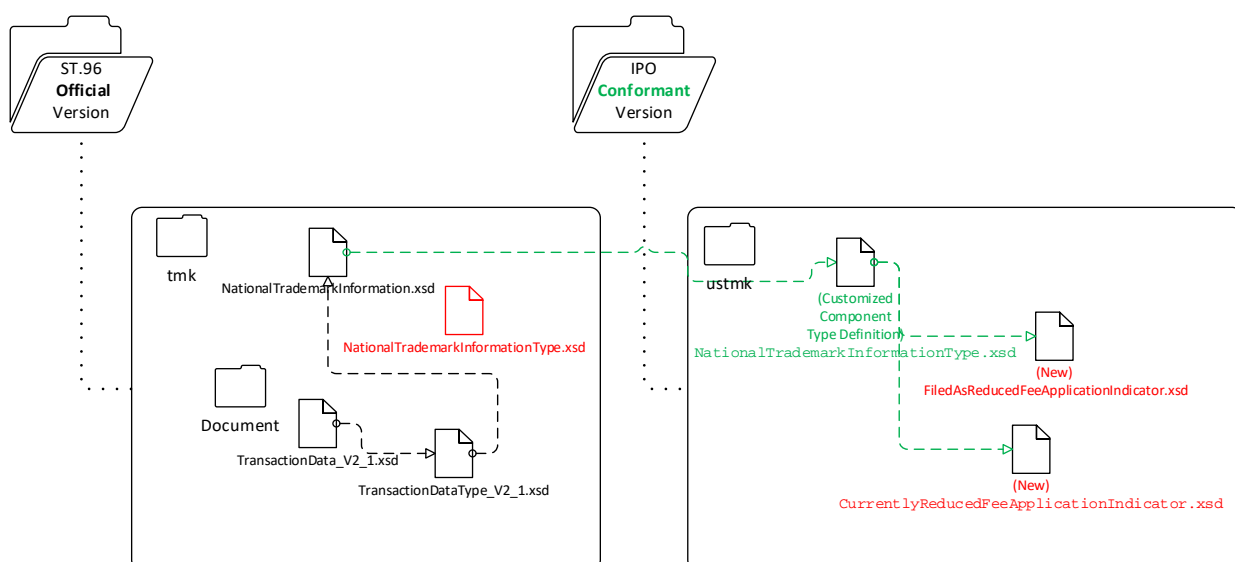 ST.96
Official
Version
IPO
Conformant
Version
tmk
NationalTrademarkInformation.xsd
NationalTrademarkInformationType.xsd
Document
TransactionData_V2_1.xsd
TransactionDataType_V2_1.xsd
ustmk
(Customized
Component
Type Definition)
NationalTrademarkInformationType.xsd
(New)
FiledAsReducedFeeApplicationIndicator.xsd
(New)
CurrentlyReducedFeeApplicationIndicator.xsd